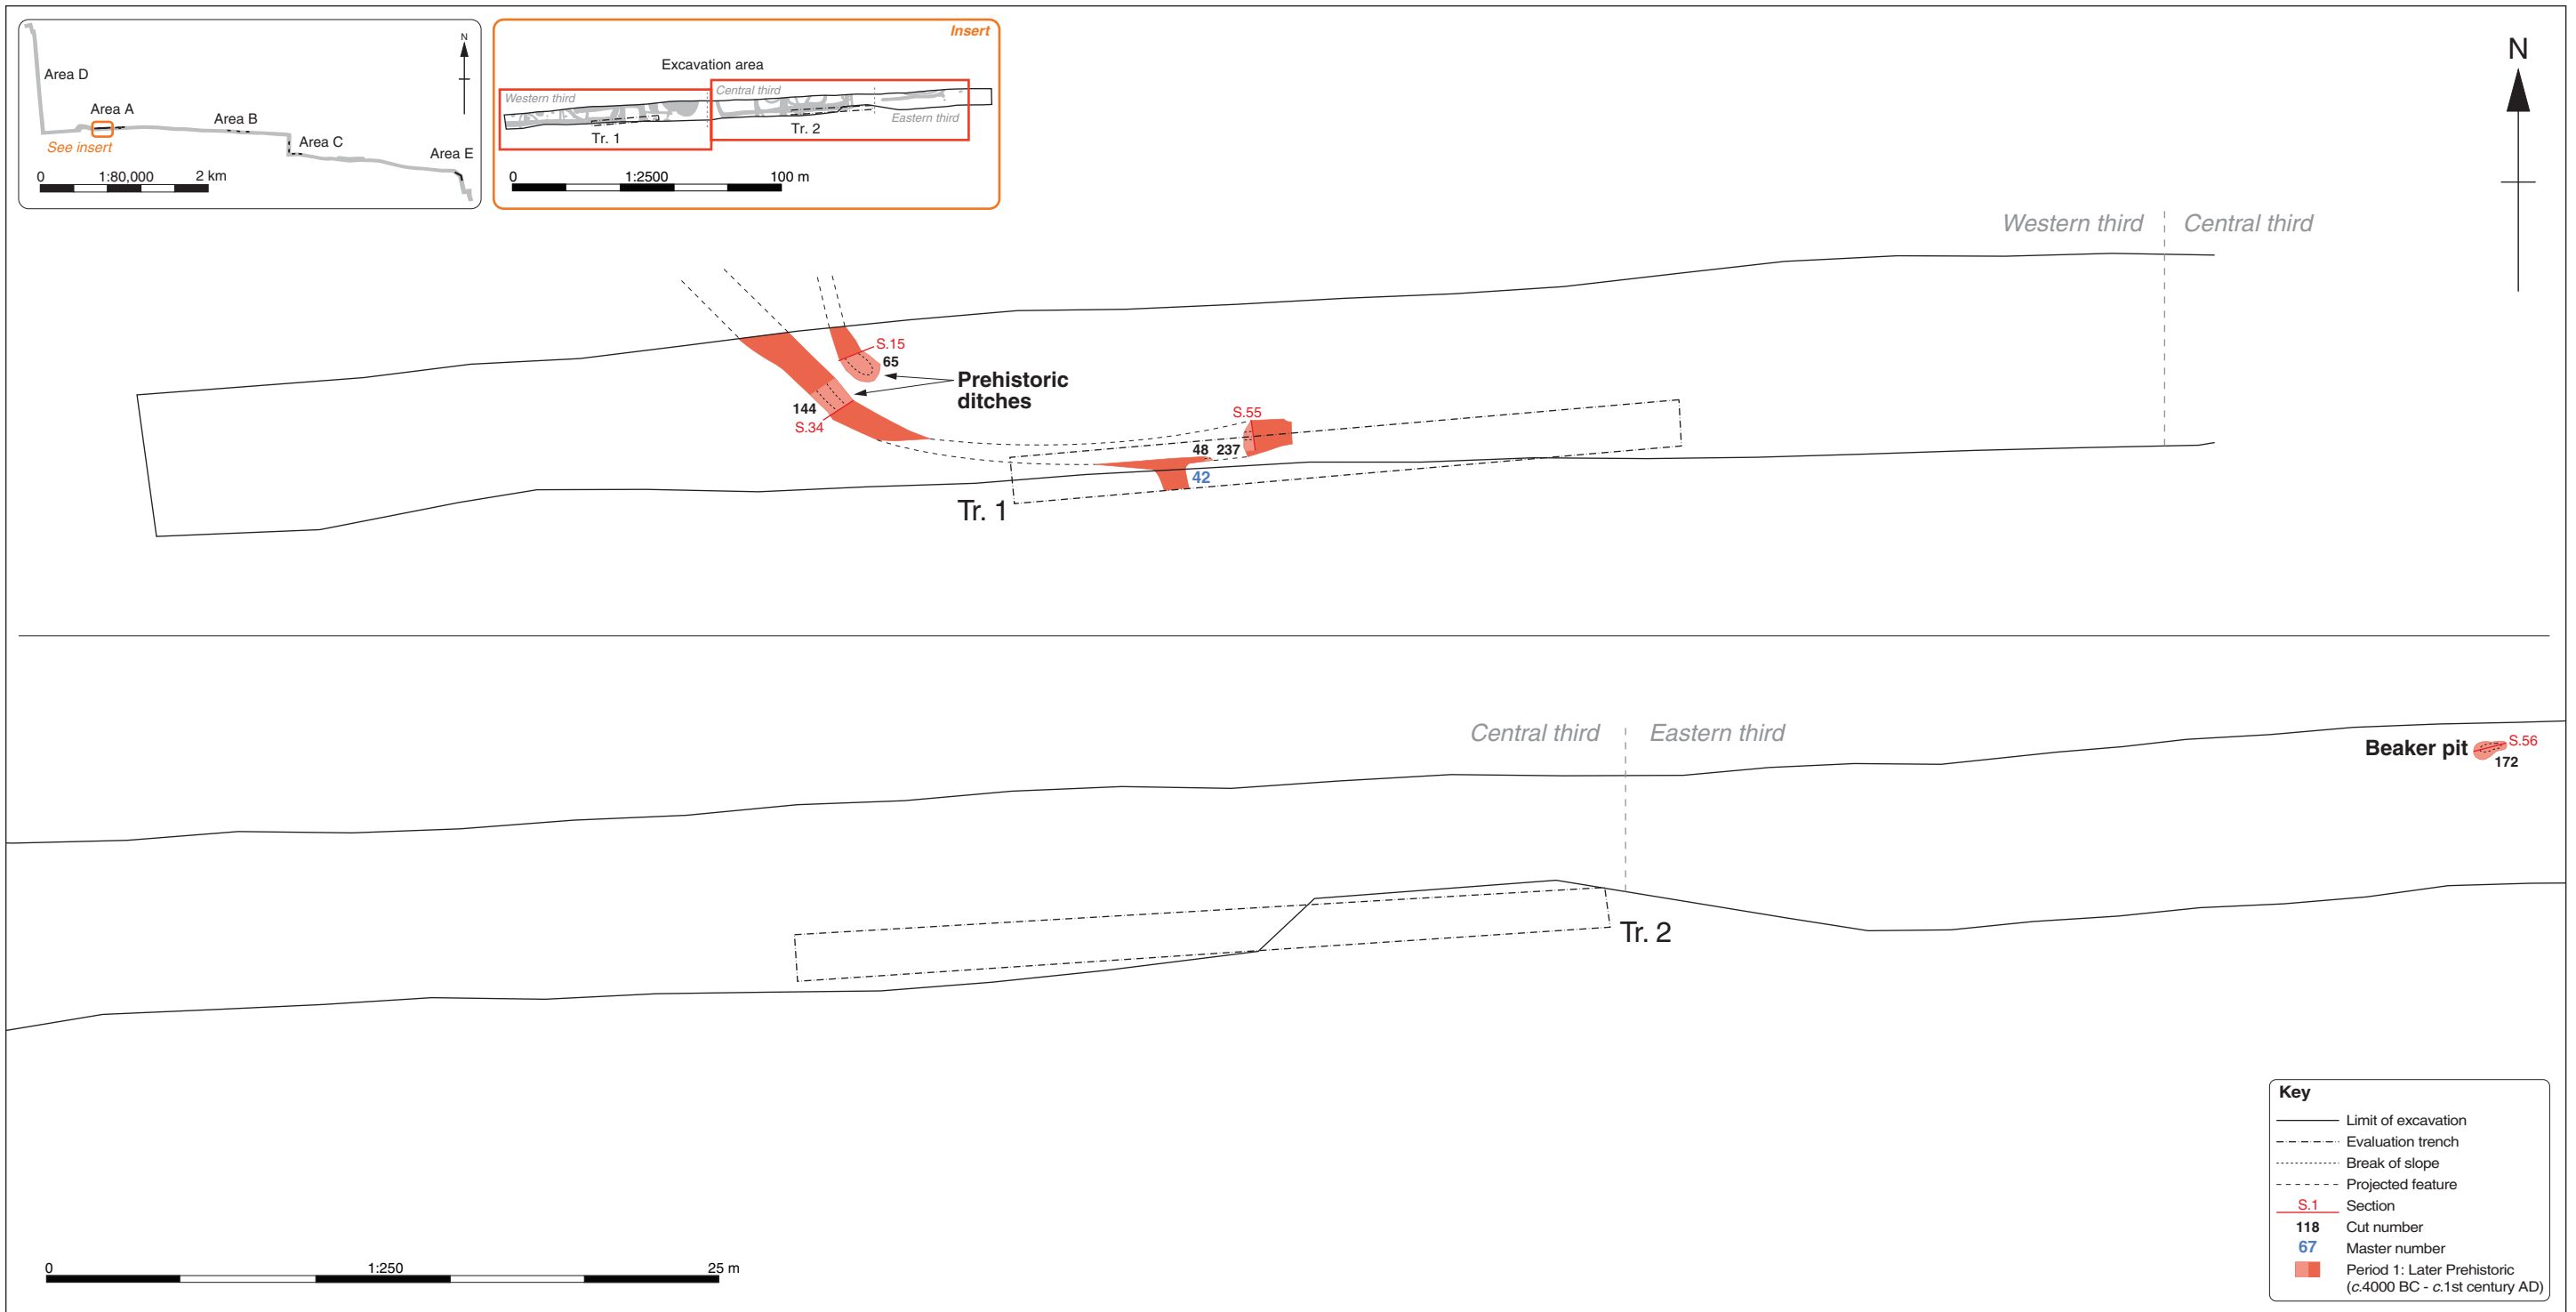 Area D
Area A
See insert
Area B
Area C
Area E
N
0 1:80,000 2 km
Insert
Excavation area
Western third
Central third
Eastern third
Tr. 1
Tr. 2
0 1:2500 100 m
N
Western third Central third
S.15
65
Prehistoric
ditches
144
S.34
S.55
48 237
42
Tr. 1
Central third Eastern third
Beaker pit
S.56
172
Tr. 2
Key
Limit of excavation
Evaluation trench
Break of slope
Projected feature
S.1 Section
118 Cut number
67 Master number
Period 1: Later Prehistoric
(c.4000 BC - c.1st century AD)
0 1:250 25 m